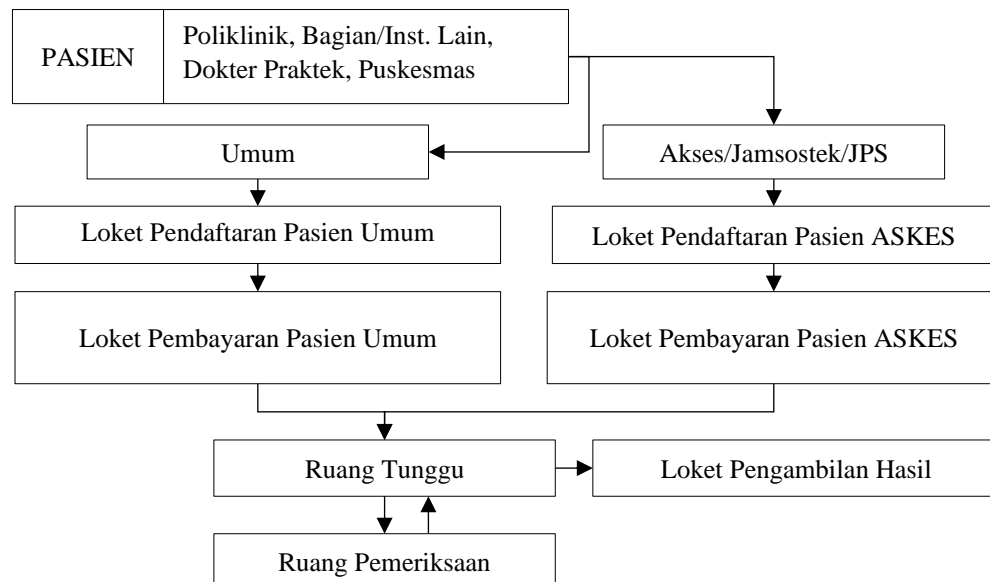 PASIEN
Poliklinik, Bagian/Inst. Lain,
Dokter Praktek, Puskesmas
Umum
Akses/Jamsostek/JPS
Loket Pendaftaran Pasien Umum
Loket Pendaftaran Pasien ASKES
Loket Pembayaran Pasien Umum
Loket Pembayaran Pasien ASKES
Ruang Tunggu
Loket Pengambilan Hasil
Ruang Pemeriksaan